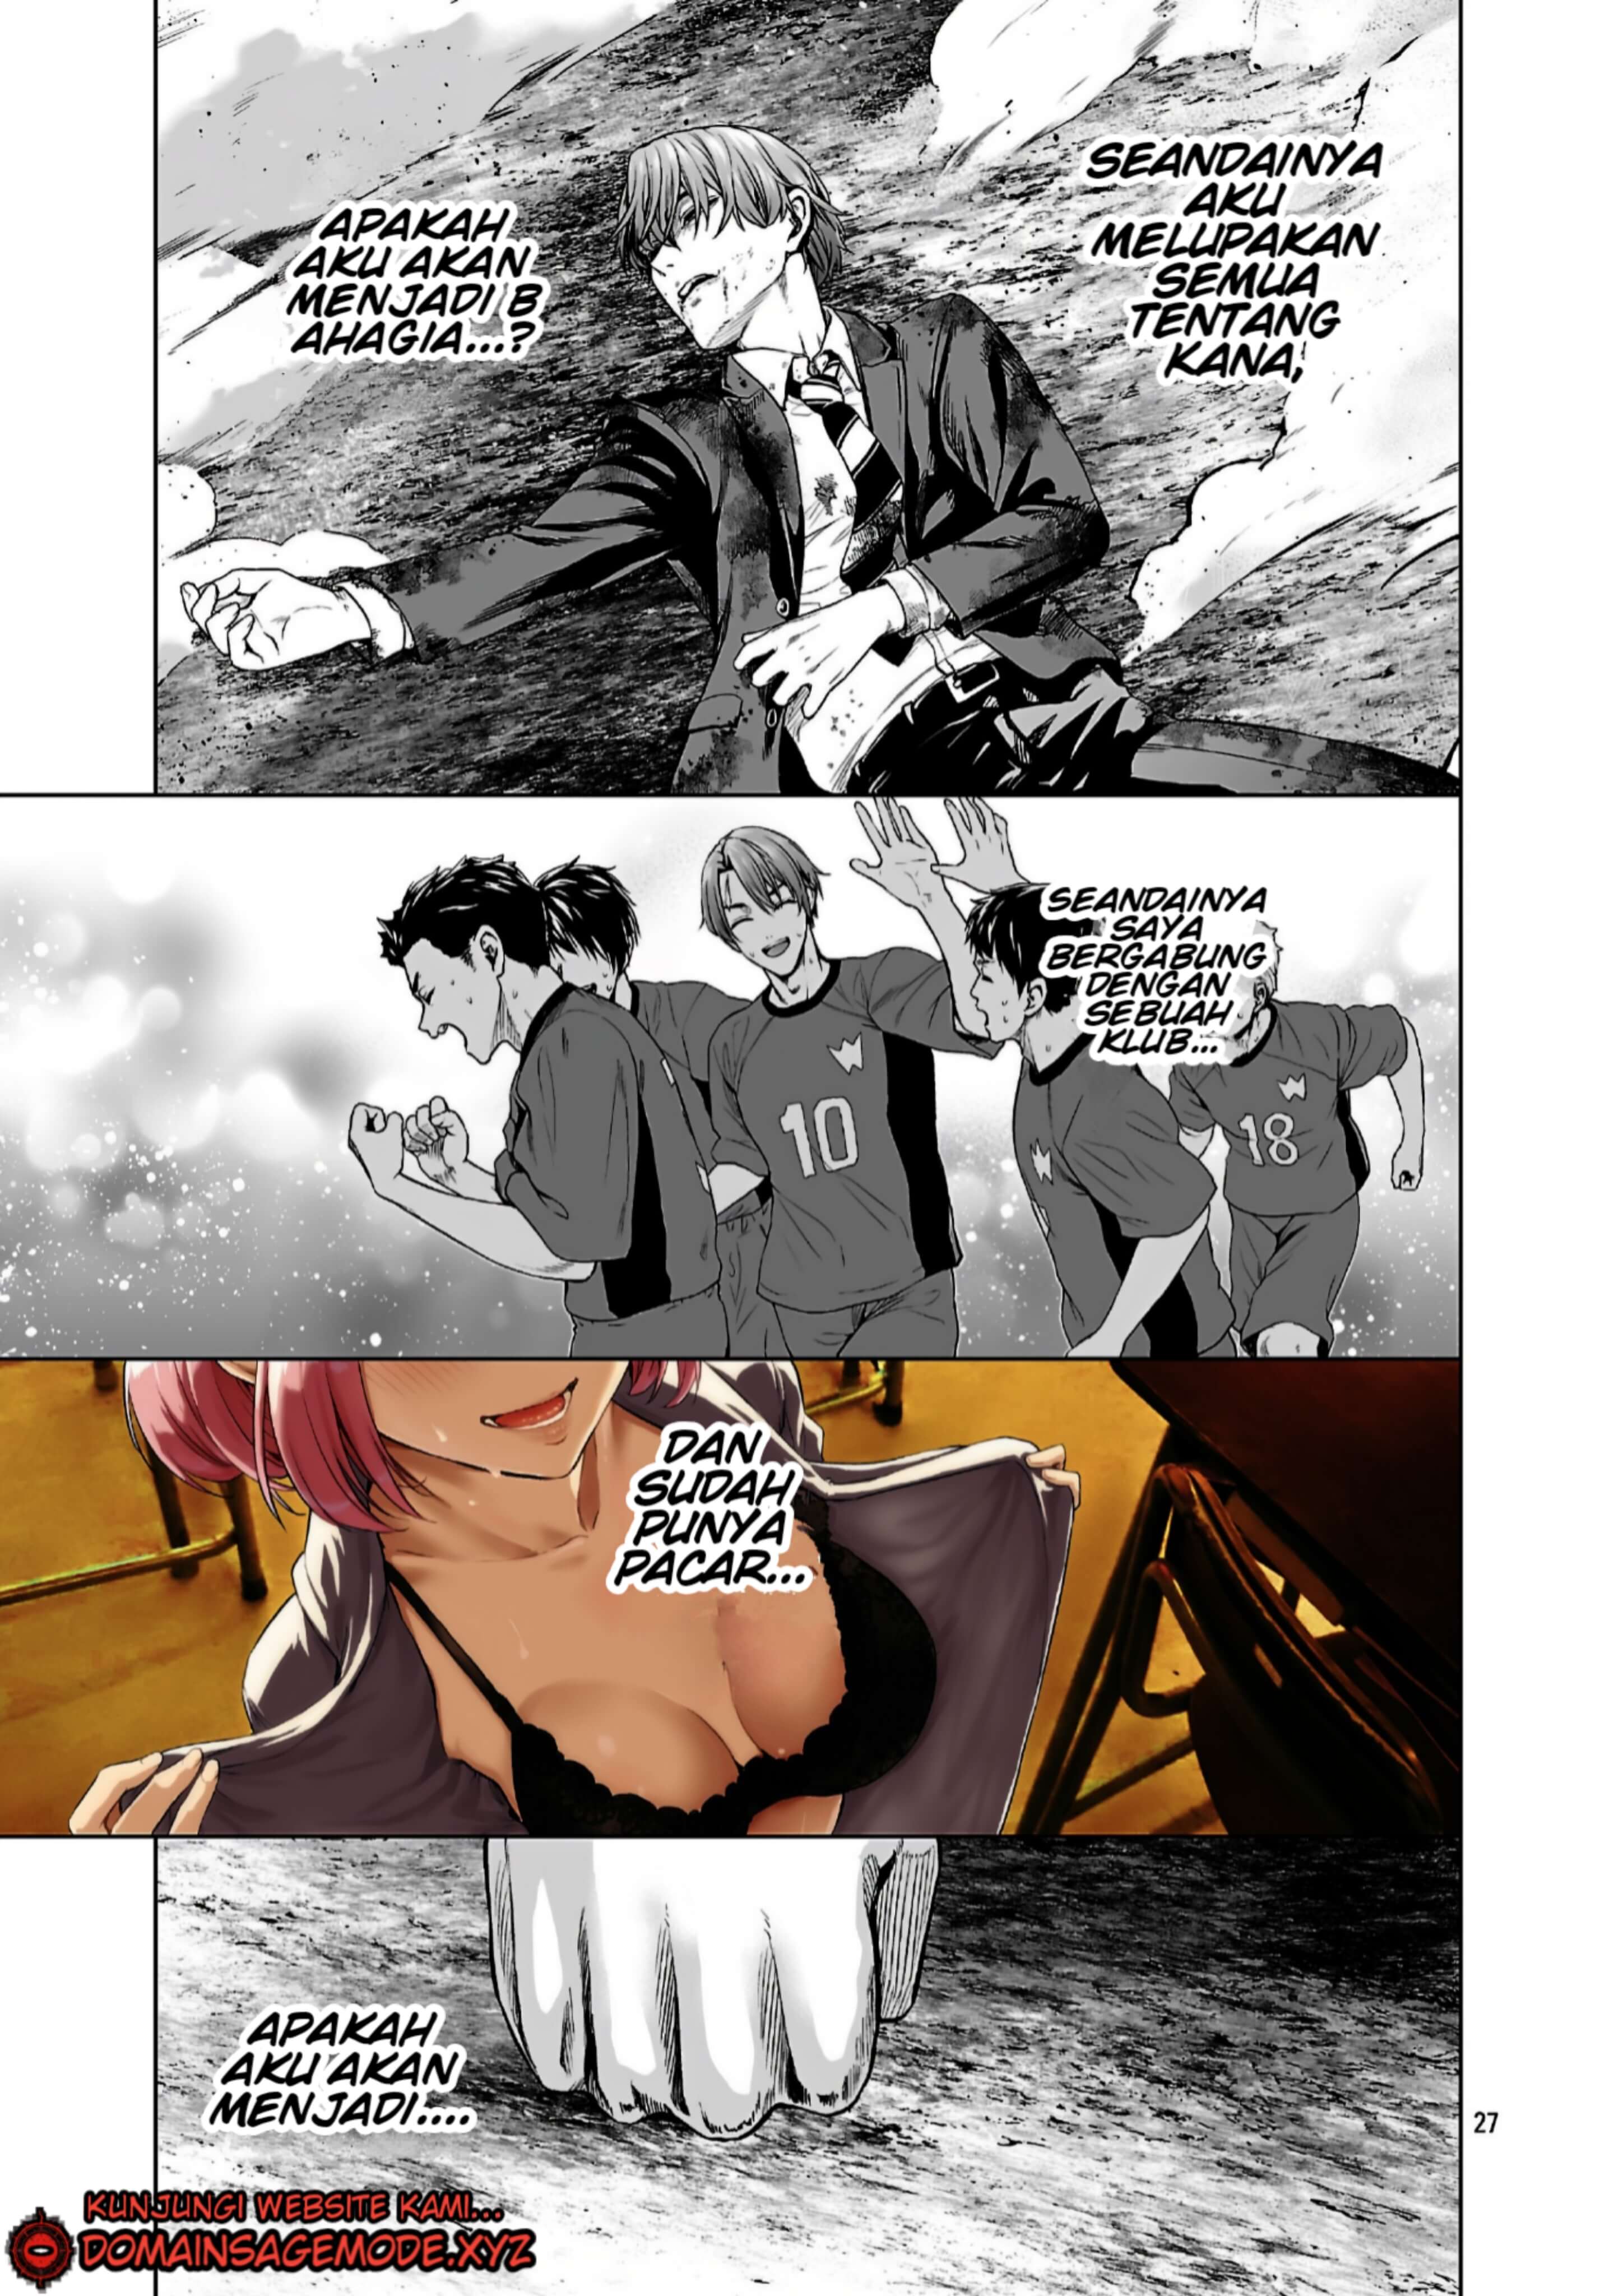 SEANDAINYA
AKU
MELUPAKAN
SEMUA
TENTANG
KANA,
APAKAH
AKU AKAN
MENJADI B
AHAGIA...?
SEANDAINYA
SAYA
BERGABUNG
DENGAN
SEBUAH
KLUB...
10
18
DAN
SUDAH
PUNYA
PACAR...
APAKAH
AKU AKAN
MENJADI....
27
KUNJUNGI WEBSITE KAMI...
DOMAINSAGEMODE.XYZ